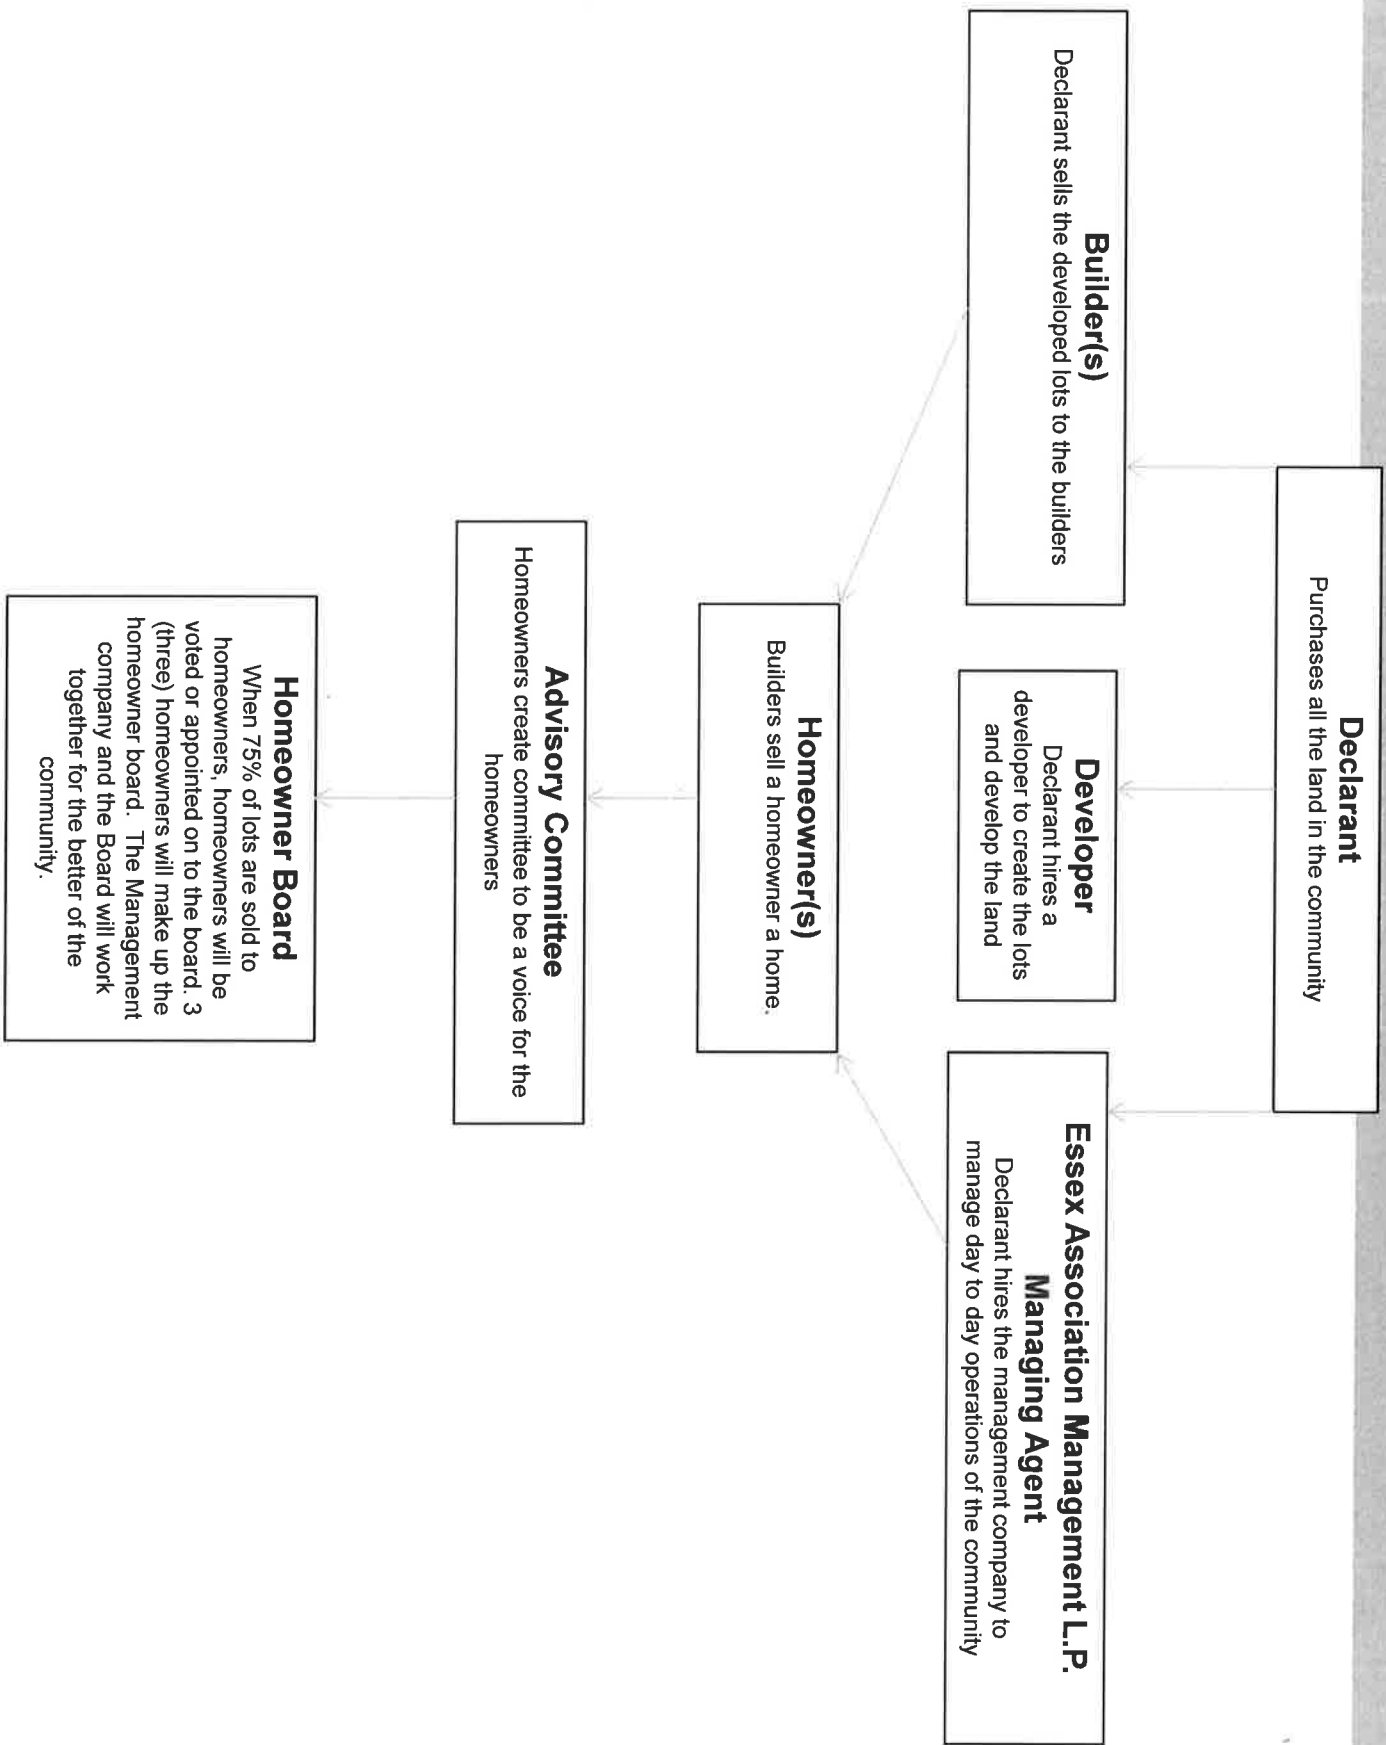 Declarant
Purchases all the land in the community
Builder(s)
Declarant sells the developed lots to the builders
Developer
Declarant hires a
developer to create the lots
and develop the land
Essex Association Management L.P.
Managing Agent
Declarant hires the management company to
manage day to day operations of the community
Homeowner(s)
Builders sell a homeowner a home.
Advisory Committee
Homeowners create committee to be a voice for the
homeowners
Homeowner Board
When 75% of lots are sold to
homeowners, homeowners will be
voted or appointed on to the board. 3
(three) homeowners will make up the
homeowner board. The Management
company and the Board will work
together for the better of the
community.